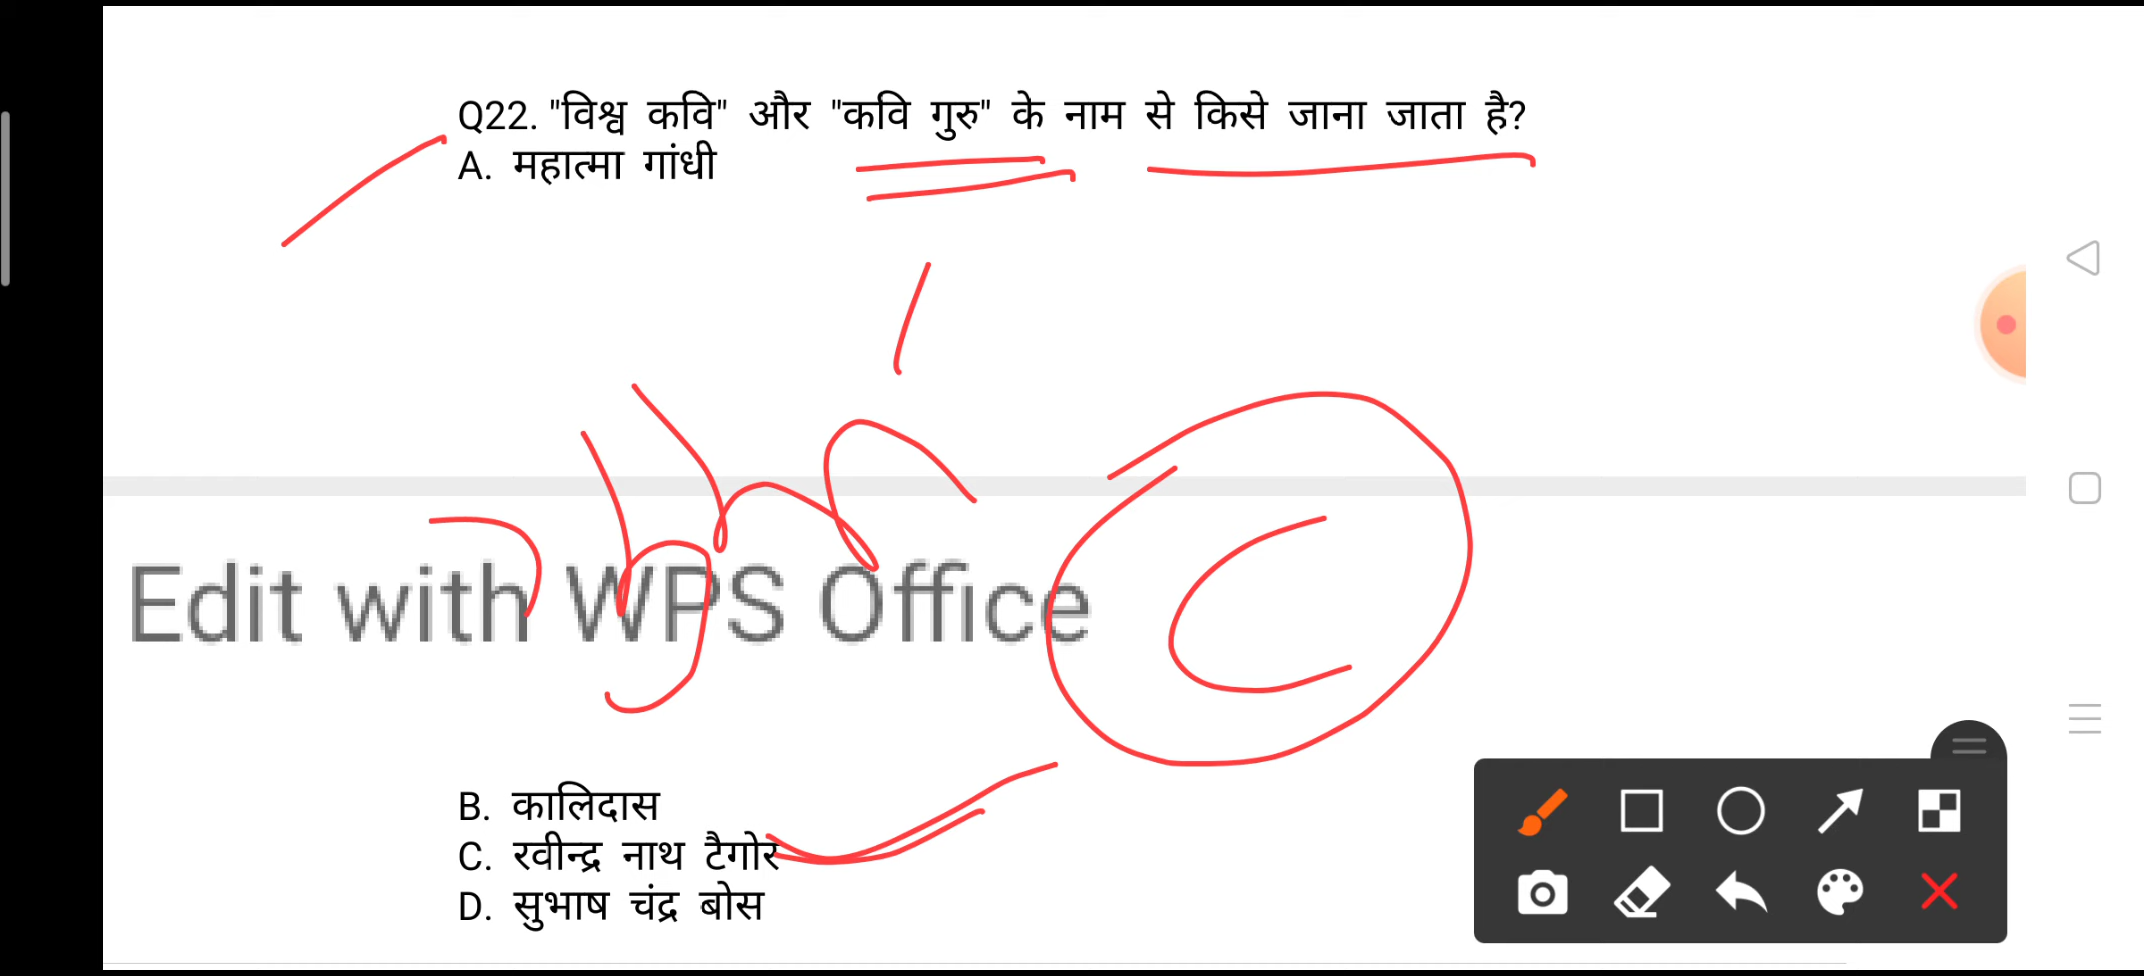 Q22. "विश्व कवि" और "कवि गुरु" के नाम से किसे जाना जाता है?
A. महात्मा गांधी
Edit with WPS Office
C
B. कालिदास
C. रवीन्द्र नाथ टैगोर
D. सुभाष चंद्र बोस